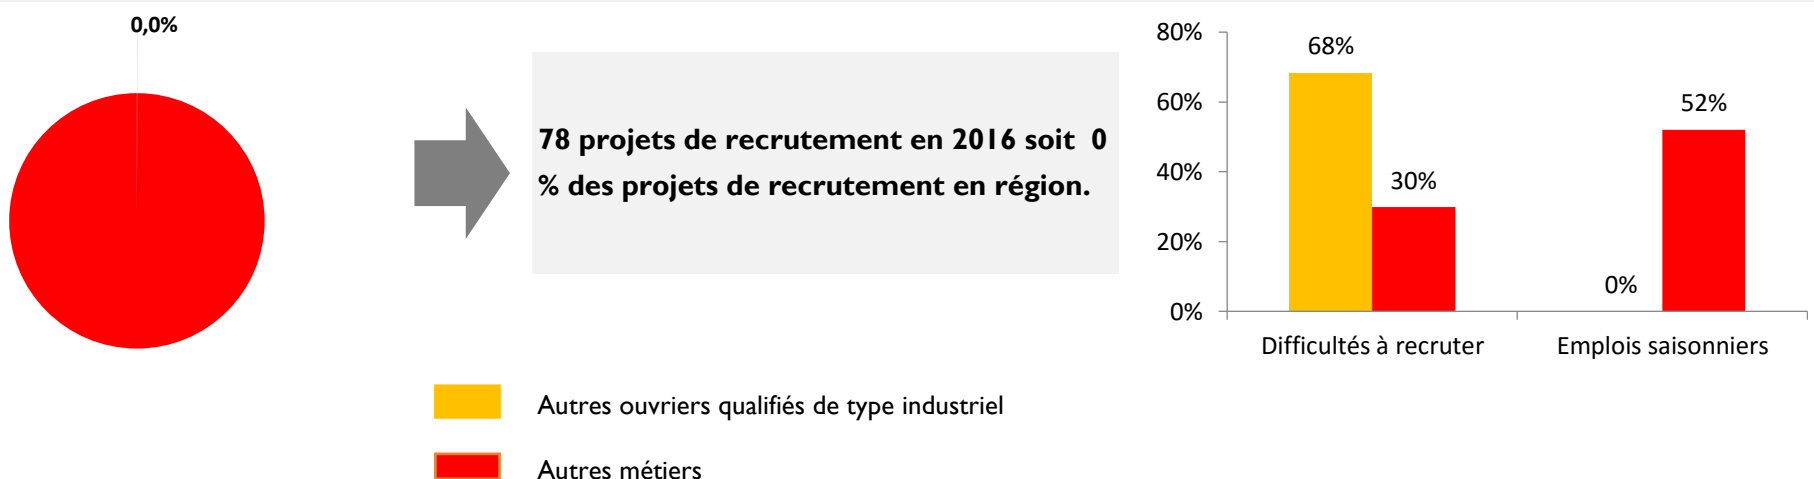 0,0%
78 projets de recrutement en 2016 soit 0
% des projets de recrutement en région.
80%
60%
40%
20%
0%
68%
30%
0%
52%
Difficultés à recruter
Emplois saisonniers
Autres ouvriers qualifiés de type industriel
Autres métiers